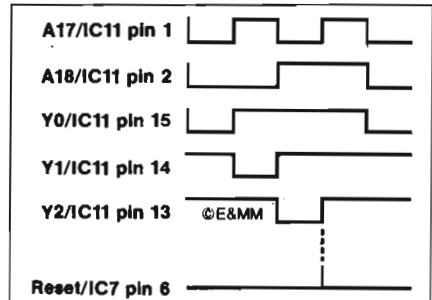 A17/IC11 pin 1
A18/IC11 pin 2
Y0/IC11 pin 15
Y1/IC11 pin 14
Y2/IC11 pin 13
©E&MM
Reset/IC7 pin 6